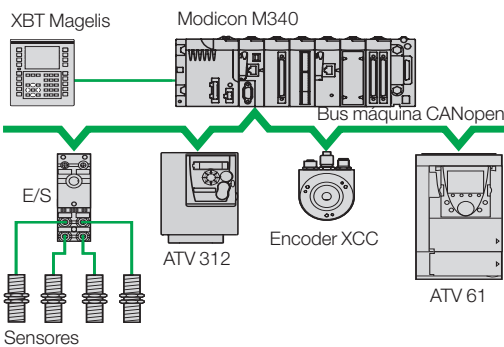 XBT Magelis
Modicon M340
Bus máquina CANopen
E/S
ATV 312
Encoder XCC
ATV 61
Sensores